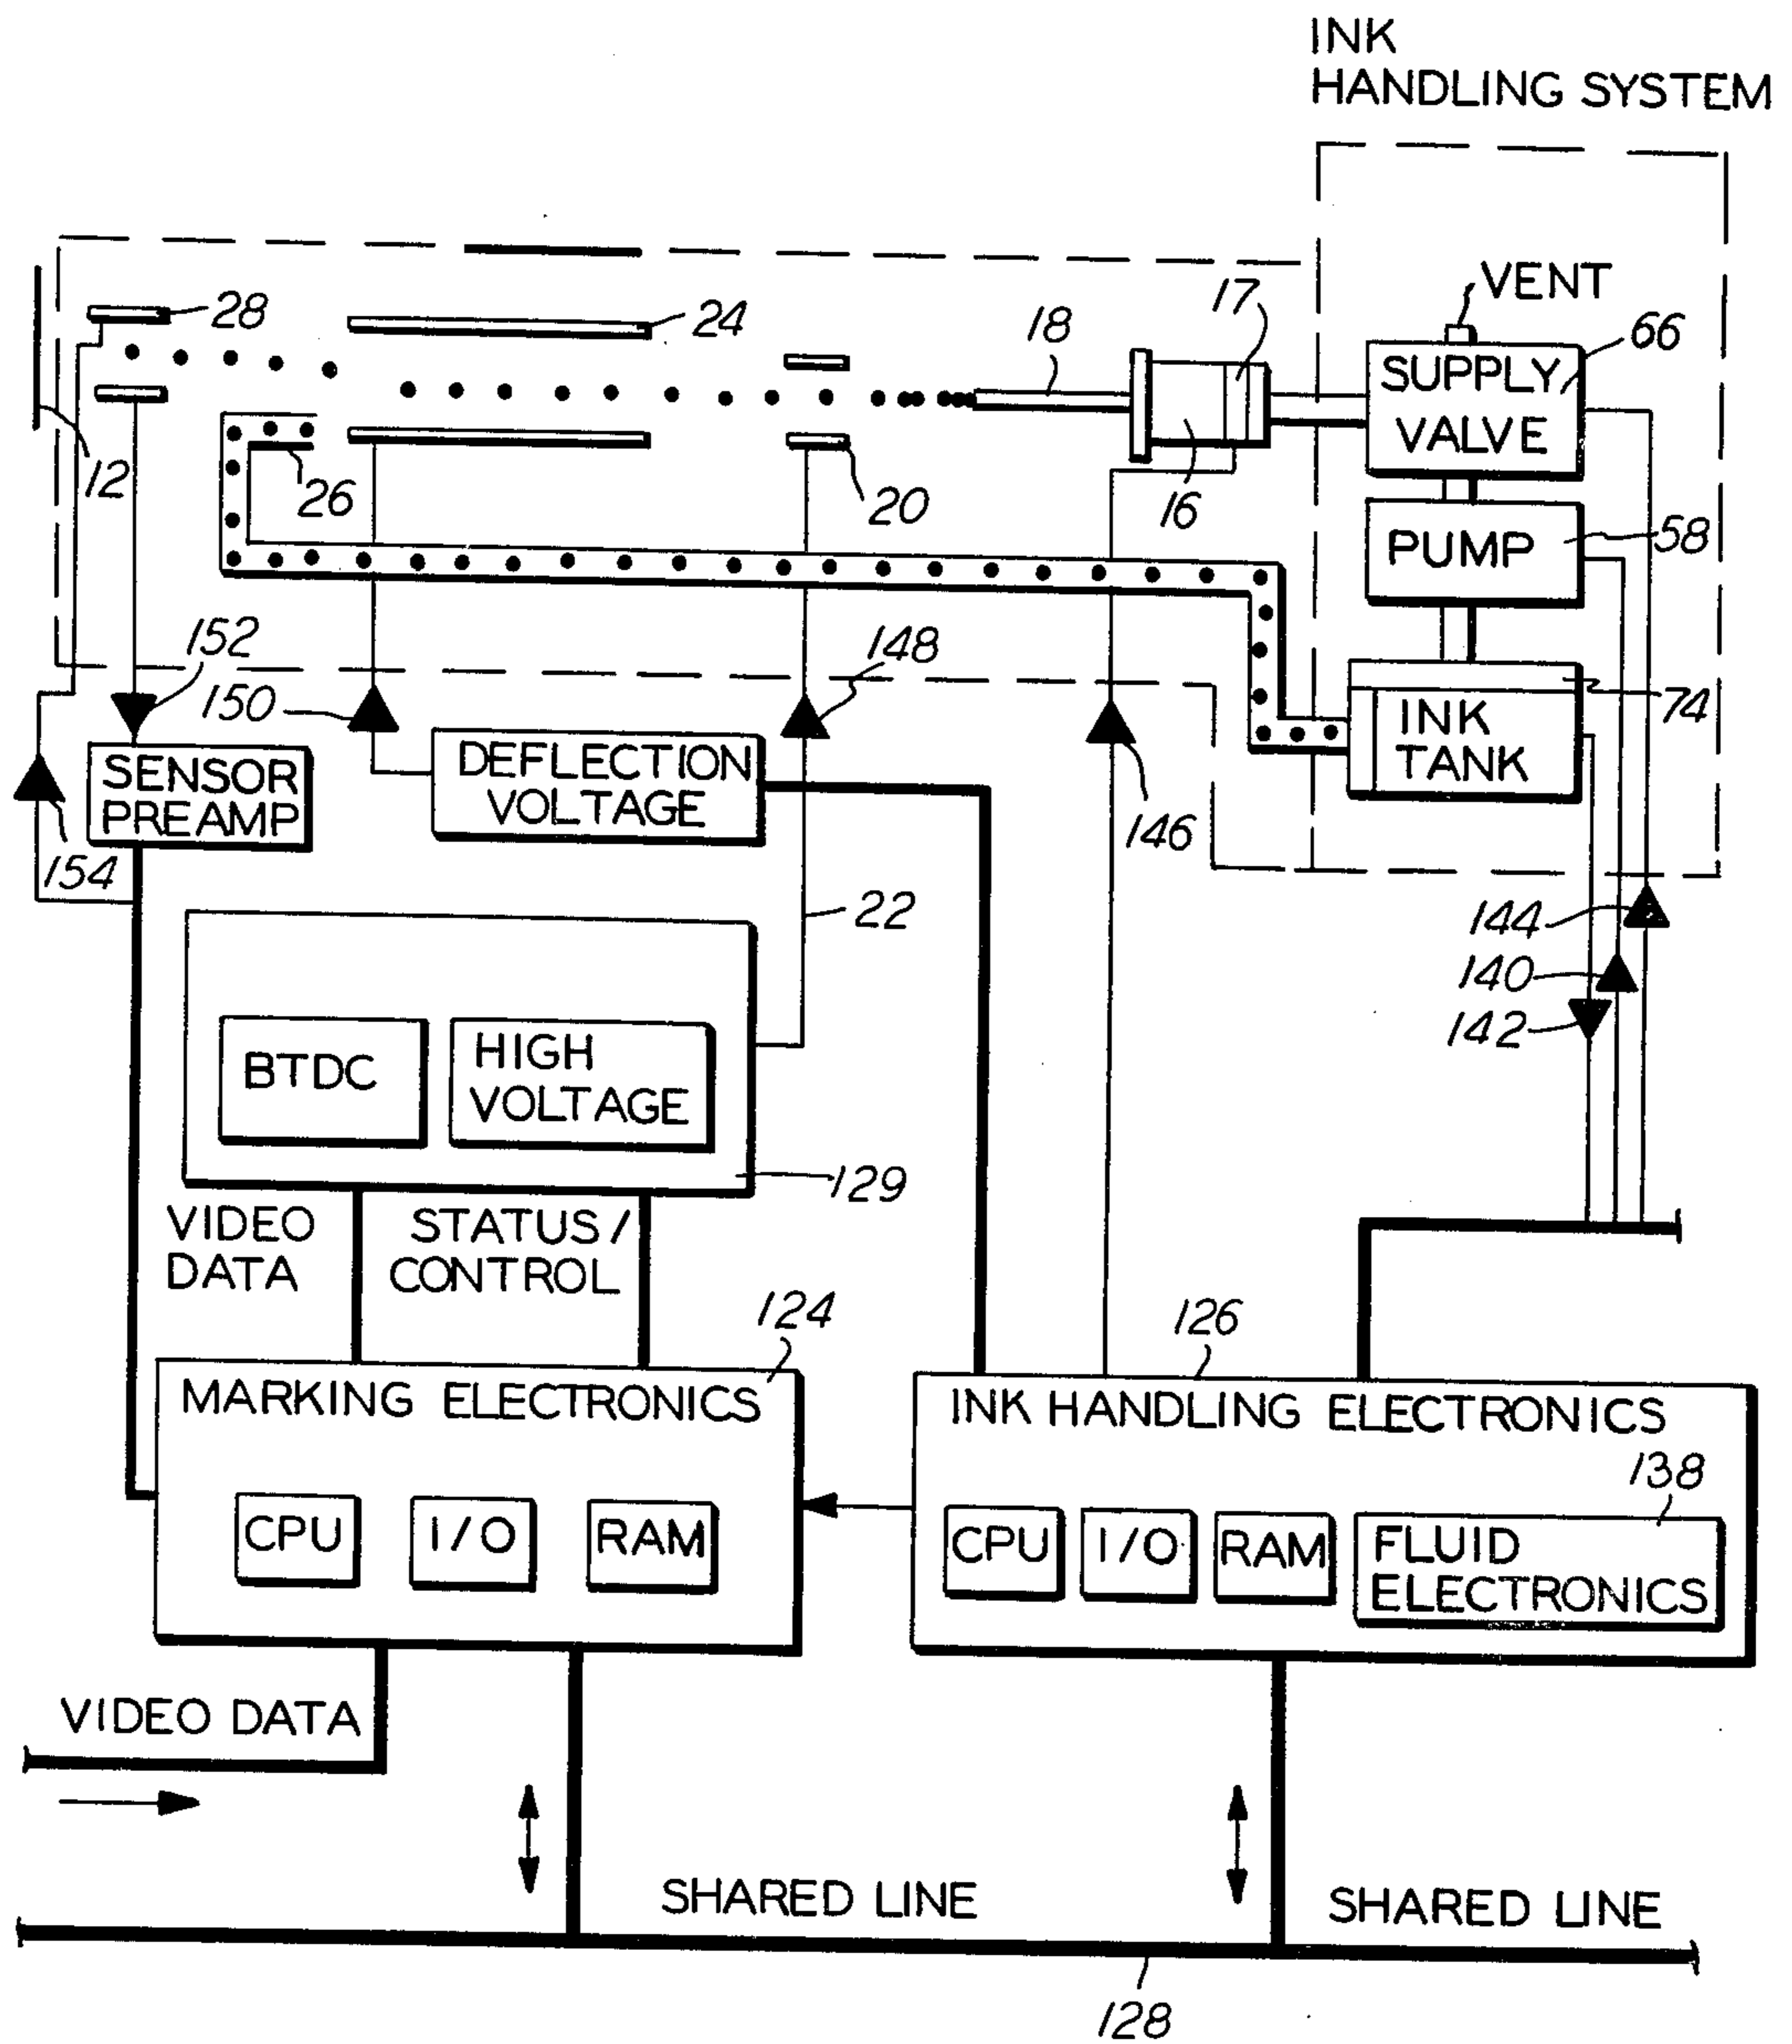 INK
HANDLING SYSTEM
VENT
17
28
24
18
66
SUPPLY
VALVE
12
26
20
16
PUMP
58
152
148
74
150
INK
TANK
DEFLECTION
VOLTAGE
SENSOR
PREAMP
146
154
22
144
140
142
BTDC
HIGH
VOLTAGE
129
VIDEO
DATA
STATUS/
CONTROL
124
126
MARKING ELECTRONICS
INK HANDLING ELECTRONICS
138
CPU
I/O
RAM
CPU
I/O
RAM
FLUID
ELECTRONICS
VIDEO DATA
SHARED LINE
SHARED LINE
128